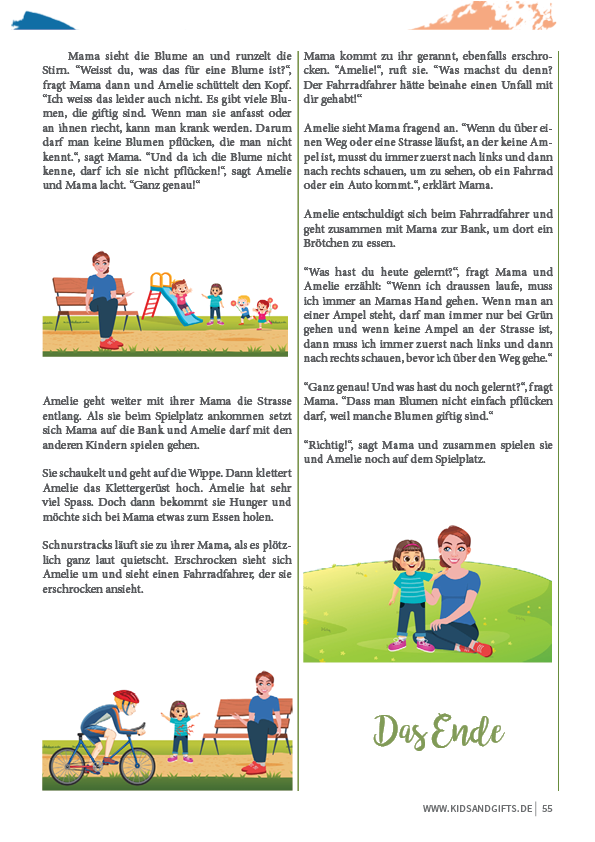 Mama sieht die Blume an und runzelt die
Stirn. “Weisst du, was das für eine Blume ist?“,
fragt Mama dann und Amelie schüttelt den Kopf.
“Ich weiss das leider auch nicht. Es gibt viele Blu-
men, die giftig sind. Wenn man sie anfasst oder
an ihnen riecht, kann man krank werden. Darum
darf man keine Blumen pflücken, die man nicht
kennt.“, sagt Mama. “Und da ich die Blume nicht
kenne, darf ich sie nicht pflücken!“, sagt Amelie
und Mama lacht. “Ganz genau!“
Amelie geht weiter mit ihrer Mama die Strasse
entlang. Als sie beim Spielplatz ankommen setzt
sich Mama auf die Bank und Amelie darf mit den
anderen Kindern spielen gehen.
Sie schaukelt und geht auf die Wippe. Dann klettert
Amelie das Klettergerüst hoch. Amelie hat sehr
viel Spass. Doch dann bekommt sie Hunger und
möchte sich bei Mama etwas zum Essen holen.
Schnurstracks läuft sie zu ihrer Mama, als es plötz-
lich ganz laut quietscht. Erschrocken sieht sich
Amelie um und sieht einen Fahrradfahrer, der sie
erschrocken ansieht.
Mama kommt zu ihr gerannt, ebenfalls erschro-
cken. “Amelie!“, ruft sie. “Was machst du denn?
Der Fahrradfahrer hätte beinahe einen Unfall mit
dir gehabt!“
Amelie sieht Mama fragend an. “Wenn du über ei-
nen Weg oder eine Strasse läufst, an der keine Am-
pel ist, musst du immer zuerst nach links und dann
nach rechts schauen, um zu sehen, ob ein Fahrrad
oder ein Auto kommt.“, erklärt Mama.
Amelie entschuldigt sich beim Fahrradfahrer und
geht zusammen mit Mama zur Bank, um dort ein
Brötchen zu essen.
“Was hast du heute gelernt?“, fragt Mama und
Amelie erzählt: “Wenn ich draussen laufe, muss
ich immer an Mamas Hand gehen. Wenn man an
einer Ampel steht, darf man immer nur bei Grün
gehen und wenn keine Ampel an der Strasse ist,
dann muss ich immer zuerst nach links und dann
nach rechts schauen, bevor ich über den Weg gehe.“
“Ganz genau! Und was hast du noch gelernt?“, fragt
Mama. “Dass man Blumen nicht einfach pflücken
darf, weil manche Blumen giftig sind.“
“Richtig!“, sagt Mama und zusammen spielen sie
und Amelie noch auf dem Spielplatz.
Das Ende
WWW.KIDSANDGIFTS.DE 55